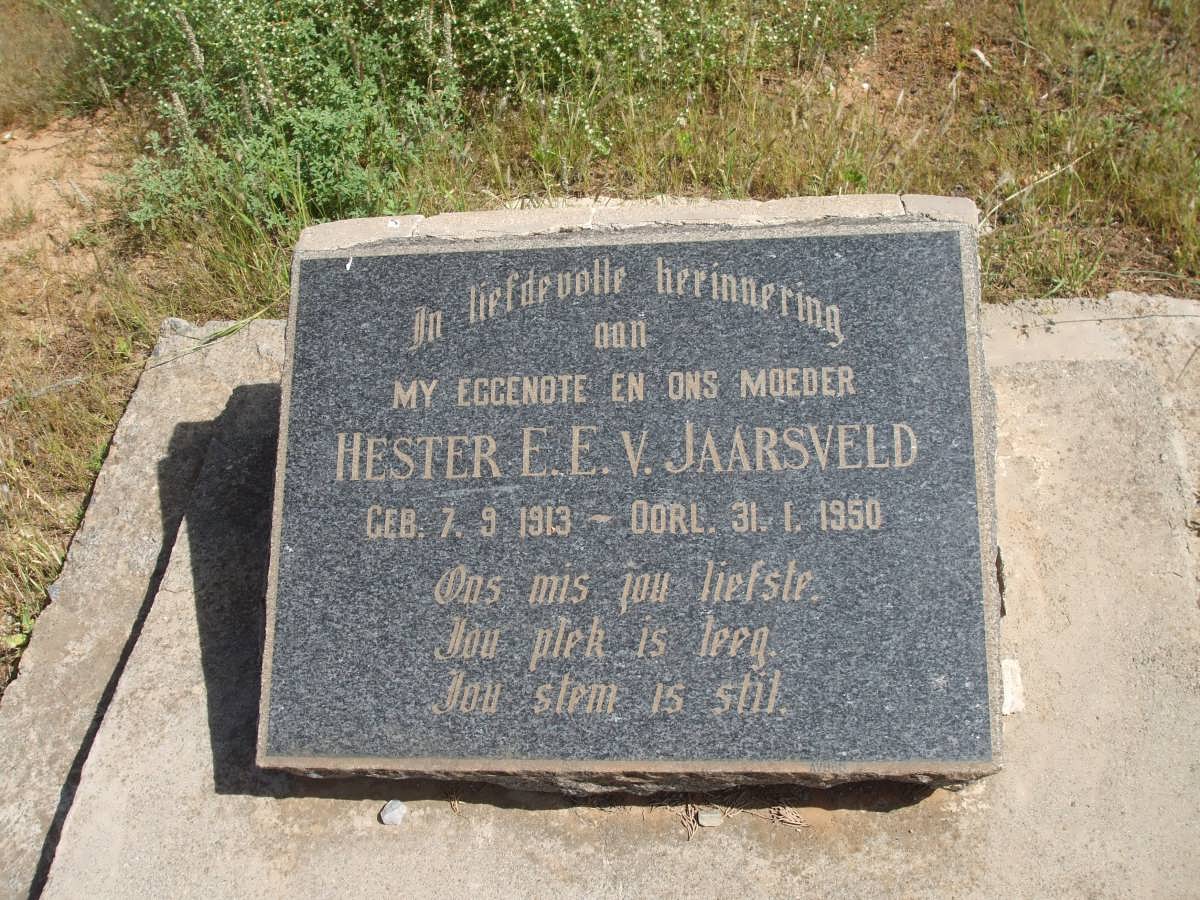 In liefdevolle herinnering
aan
MY EGGENOTE EN ONS MOEDER
HESTER E. E. V. JAARSVELD
GEB. 7. 9 1913 ~ OORL. 31. 1. 1950
Ons mis jou liefste.
Jou plek is leeg.
Jou stem is stil.